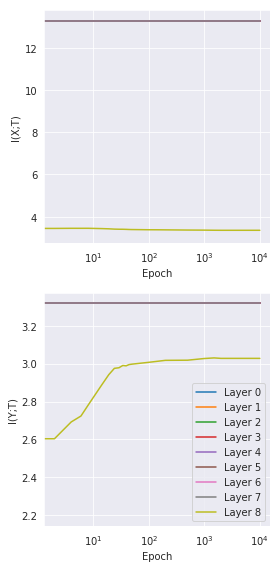 12
10
8
6
4
I(X;T)
10¹ 10² 10³ 10⁴
Epoch
3.2
3.0
2.8
2.6
2.4
2.2
I(Y;T)
Layer 0
Layer 1
Layer 2
Layer 3
Layer 4
Layer 5
Layer 6
Layer 7
Layer 8
10¹ 10² 10³ 10⁴
Epoch